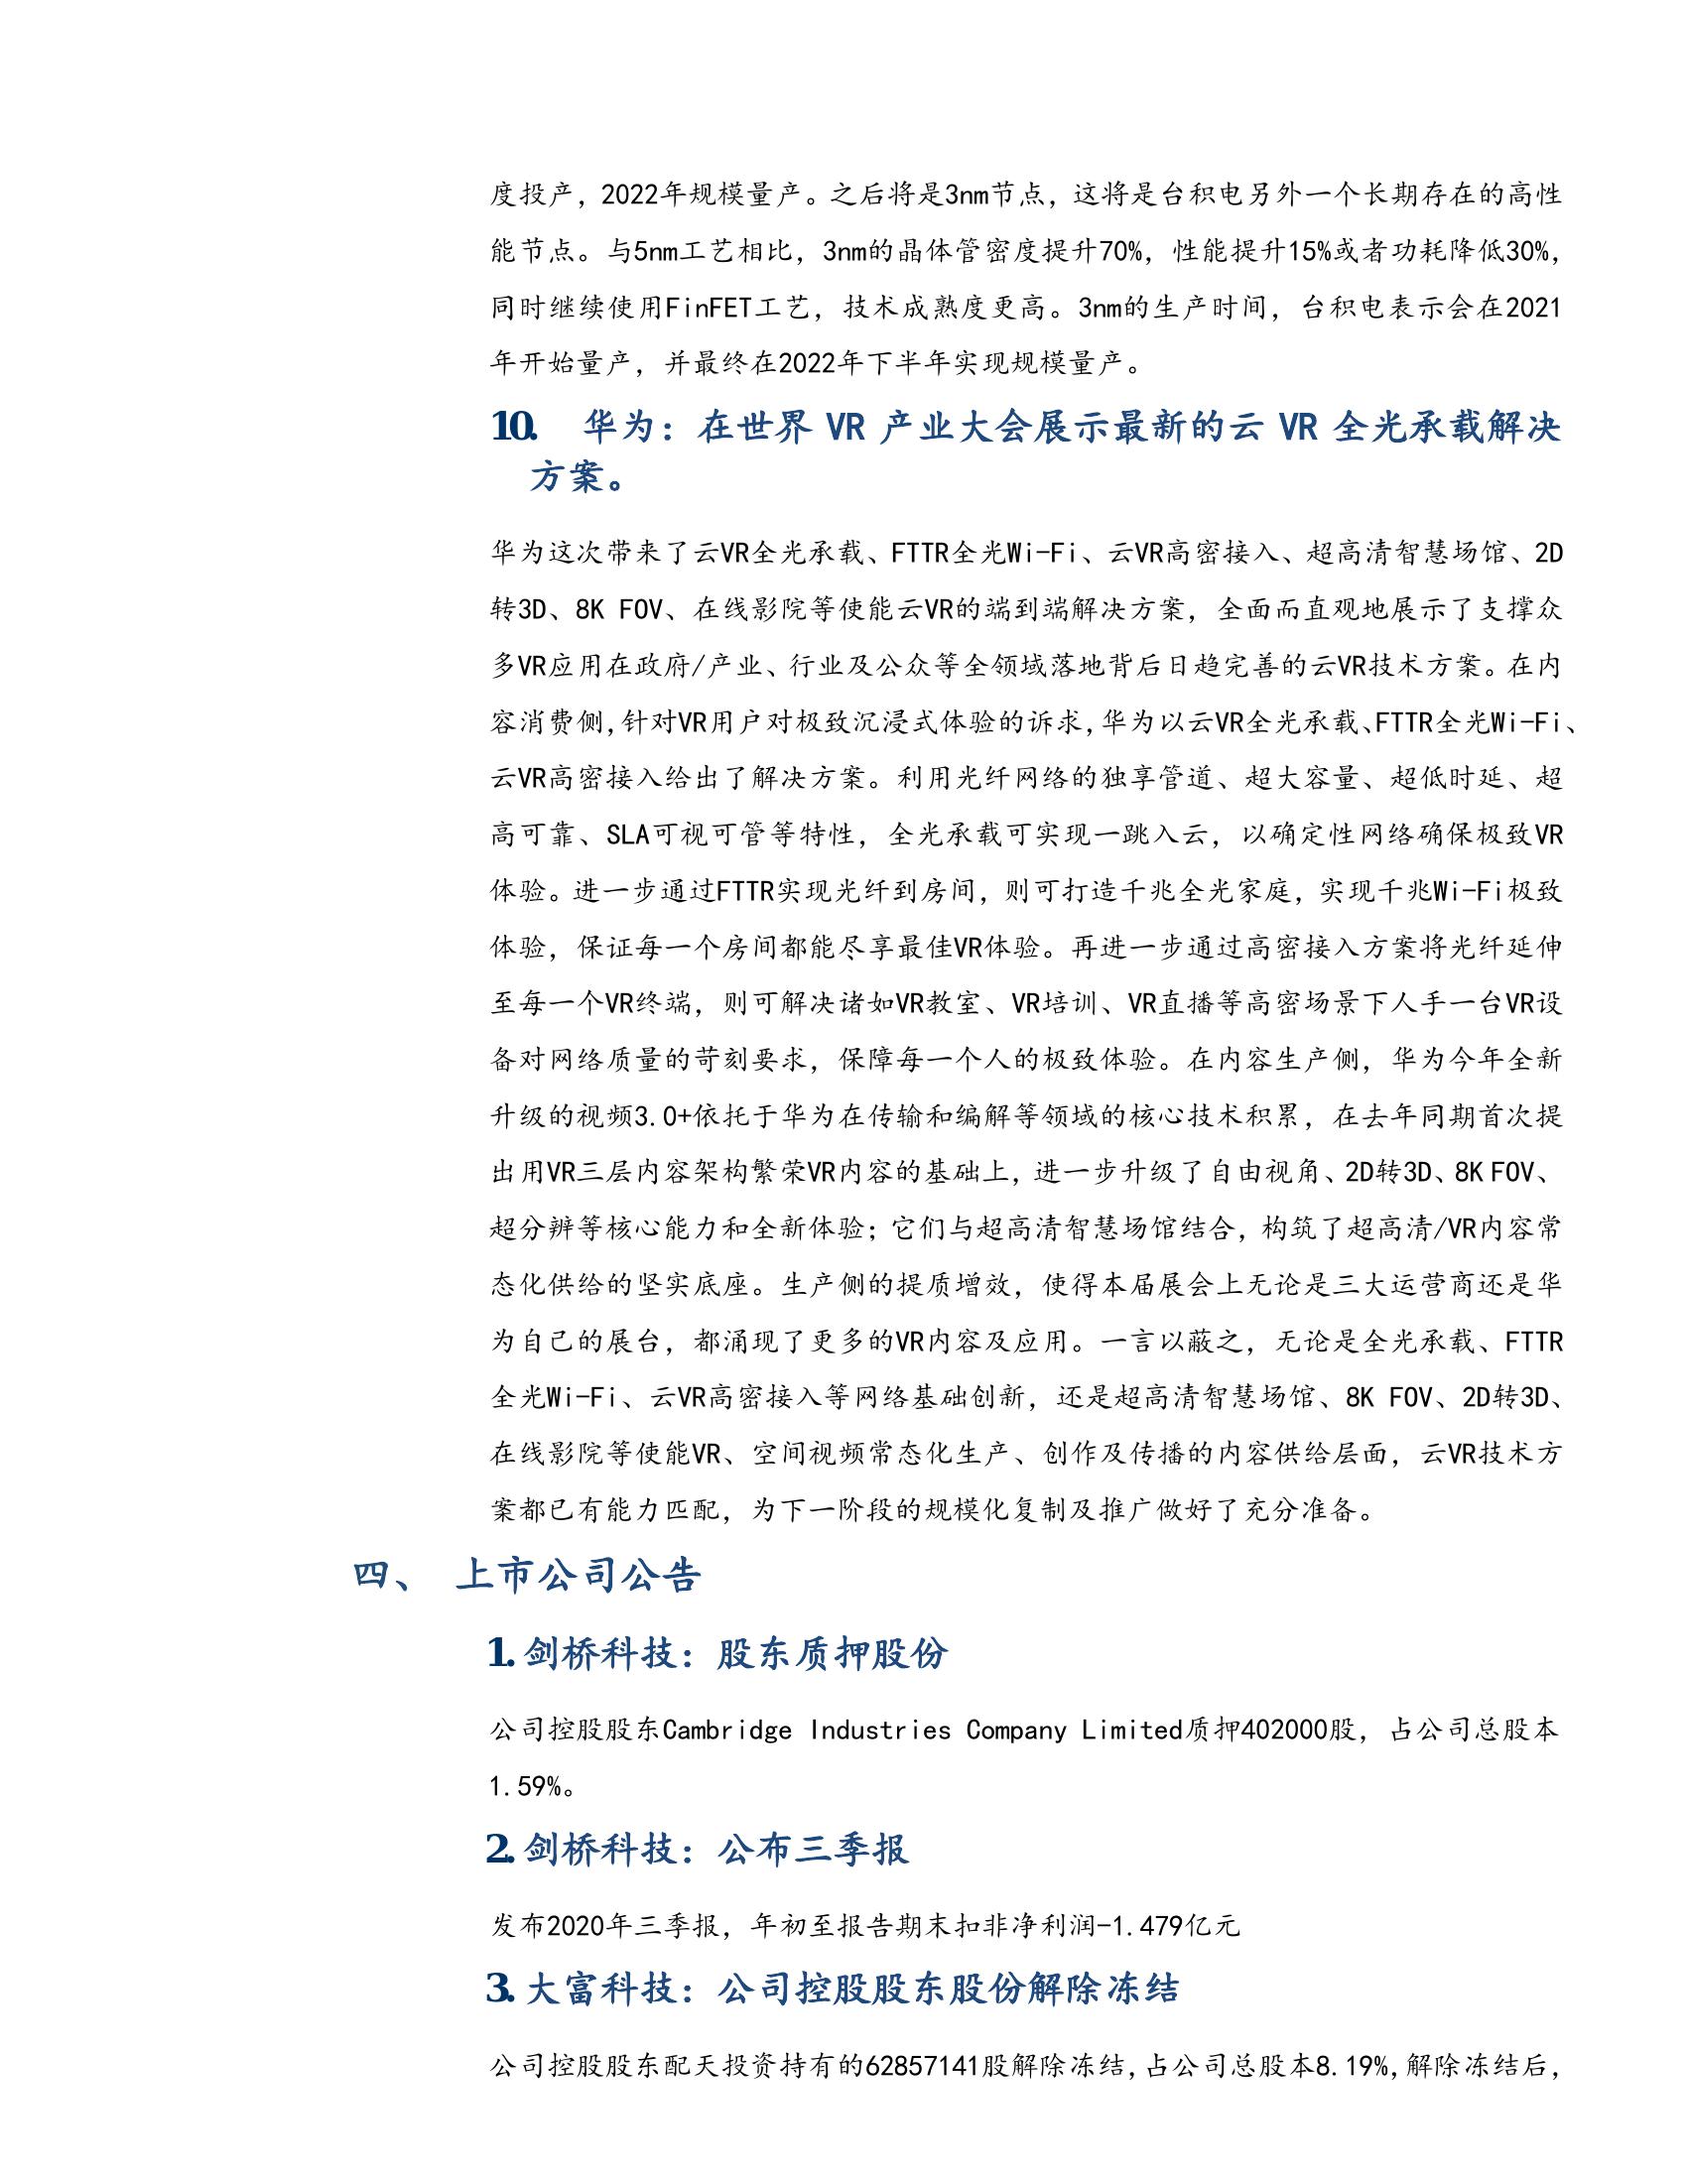 度投产，2022年规模量产。之后将是3nm节点，这将是台积电另外一个长期存在的高性
能节点。与5nm工艺相比，3nm的晶体管密度提升70%，性能提升15%或者功耗降低30%，
同时继续使用FinFET工艺，技术成熟度更高。3nm的生产时间，台积电表示会在2021
年开始量产，并最终在2022年下半年实现规模量产。
10. 华为：在世界 VR 产业大会展示最新的云 VR 全光承载解决
方案。
华为这次带来了云VR全光承载、FTTR全光Wi-Fi、云VR高密接入、超高清智慧场馆、2D
转3D、8K FOV、在线影院等使能云VR的端到端解决方案，全面而直观地展示了支撑众
多VR应用在政府/产业、行业及公众等全领域落地背后日趋完善的云VR技术方案。在内
容消费侧,针对VR用户对极致沉浸式体验的诉求,华为以云VR全光承载、FTTR全光Wi-Fi、
云VR高密接入给出了解决方案。利用光纤网络的独享管道、超大容量、超低时延、超
高可靠、SLA可视可管等特性，全光承载可实现一跳入云，以确定性网络确保极致VR
体验。进一步通过FTTR实现光纤到房间，则可打造千兆全光家庭，实现千兆Wi-Fi极致
体验，保证每一个房间都能尽享最佳VR体验。再进一步通过高密接入方案将光纤延伸
至每一个VR终端，则可解决诸如VR教室、VR培训、VR直播等高密场景下人手一台VR设
备对网络质量的苛刻要求，保障每一个人的极致体验。在内容生产侧，华为今年全新
升级的视频3.0+依托于华为在传输和编解等领域的核心技术积累，在去年同期首次提
出用VR三层内容架构繁荣VR内容的基础上,进一步升级了自由视角、2D转3D、8K FOV、
超分辨等核心能力和全新体验；它们与超高清智慧场馆结合，构筑了超高清/VR内容常
态化供给的坚实底座。生产侧的提质增效，使得本届展会上无论是三大运营商还是华
为自己的展台，都涌现了更多的VR内容及应用。一言以蔽之，无论是全光承载、FTTR
全光Wi-Fi、云VR高密接入等网络基础创新，还是超高清智慧场馆、8K FOV、2D转3D、
在线影院等使能VR、空间视频常态化生产、创作及传播的内容供给层面，云VR技术方
案都已有能力匹配，为下一阶段的规模化复制及推广做好了充分准备。
四、 上市公司公告
1. 剑桥科技：股东质押股份
公司控股股东Cambridge Industries Company Limited质押402000股，占公司总股本
1.59%。
2. 剑桥科技：公布三季报
发布2020年三季报，年初至报告期末扣非净利润-1.479亿元
3. 大富科技：公司控股股东股份解除冻结
公司控股股东配天投资持有的62857141股解除冻结,占公司总股本8.19%,解除冻结后，